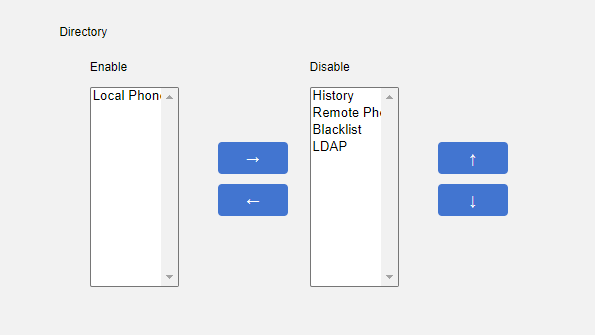 Directory
Enable
Disable
Local Phon
History
Remote Ph
Blacklist
LDAP
→
←
↑
↓